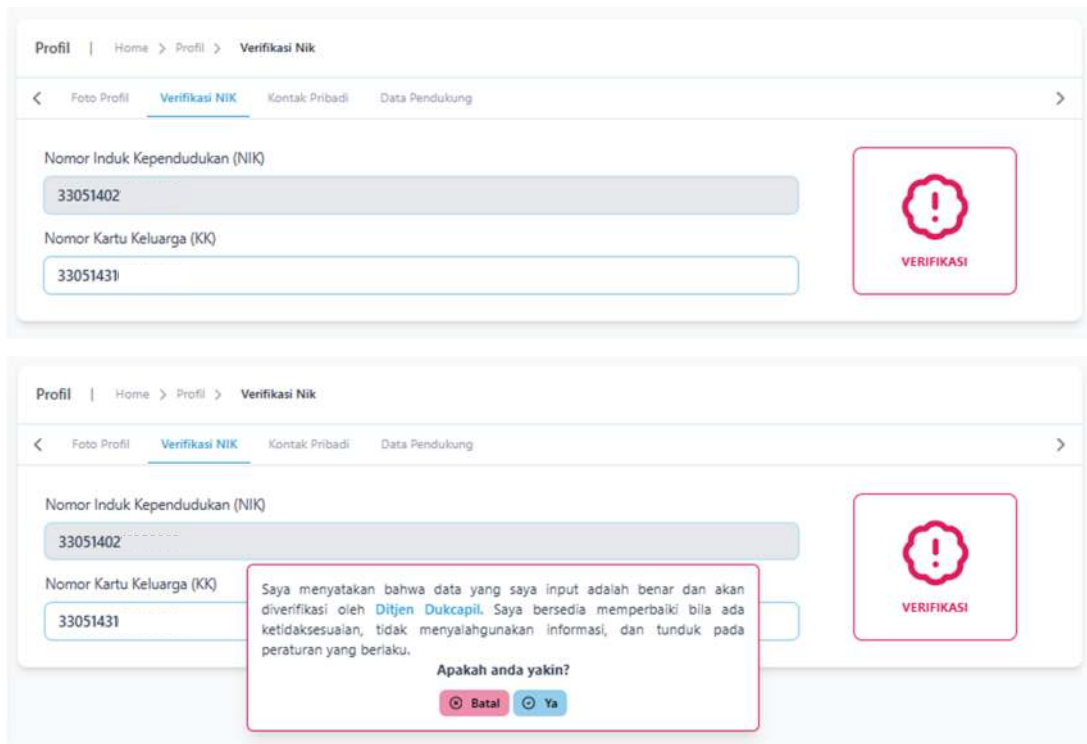 Profil | Home > Profil > Verifikasi Nik
< Foto Profil Verifikasi NIK Kontak Pribadi Data Pendukung >
Nomor Induk Kependudukan (NIK)
33051402
Nomor Kartu Keluarga (KK)
33051431
VERIFIKASI
Profil | Home > Profil > Verifikasi Nik
< Foto Profil Verifikasi NIK Kontak Pribadi Data Pendukung >
Nomor Induk Kependudukan (NIK)
33051402
Nomor Kartu Keluarga (KK)
33051431
VERIFIKASI
Saya menyatakan bahwa data yang saya input adalah benar dan akan
diverifikasi oleh Ditjen Dukcapil. Saya bersedia memperbaiki bila ada
ketidaksesuaian, tidak menyalahgunakan informasi, dan tunduk pada
peraturan yang berlaku.
Apakah anda yakin?
Batal Ya